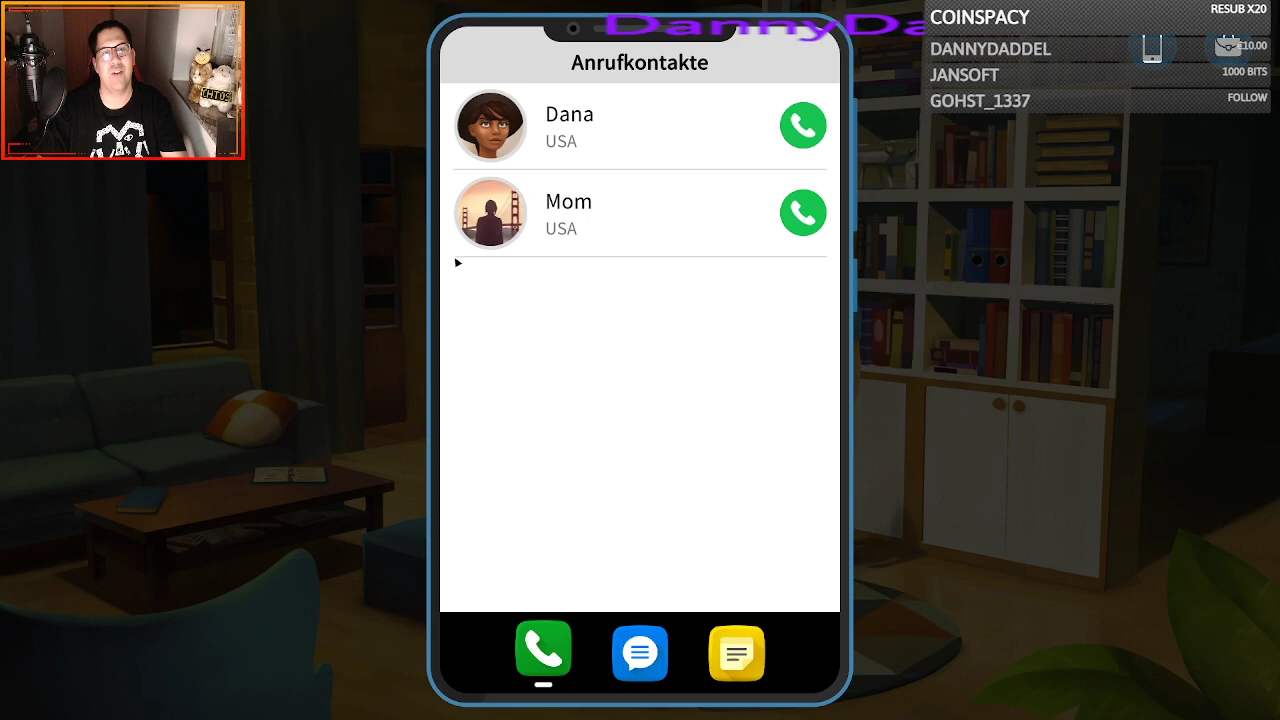 DannyDa
COINSPACY
RESUB X20
DANNYDADDEL
€10.00
JANSOFT
1000 BITS
GOHST_1337
FOLLOW
Anrufkontakte
Dana
USA
Mom
USA